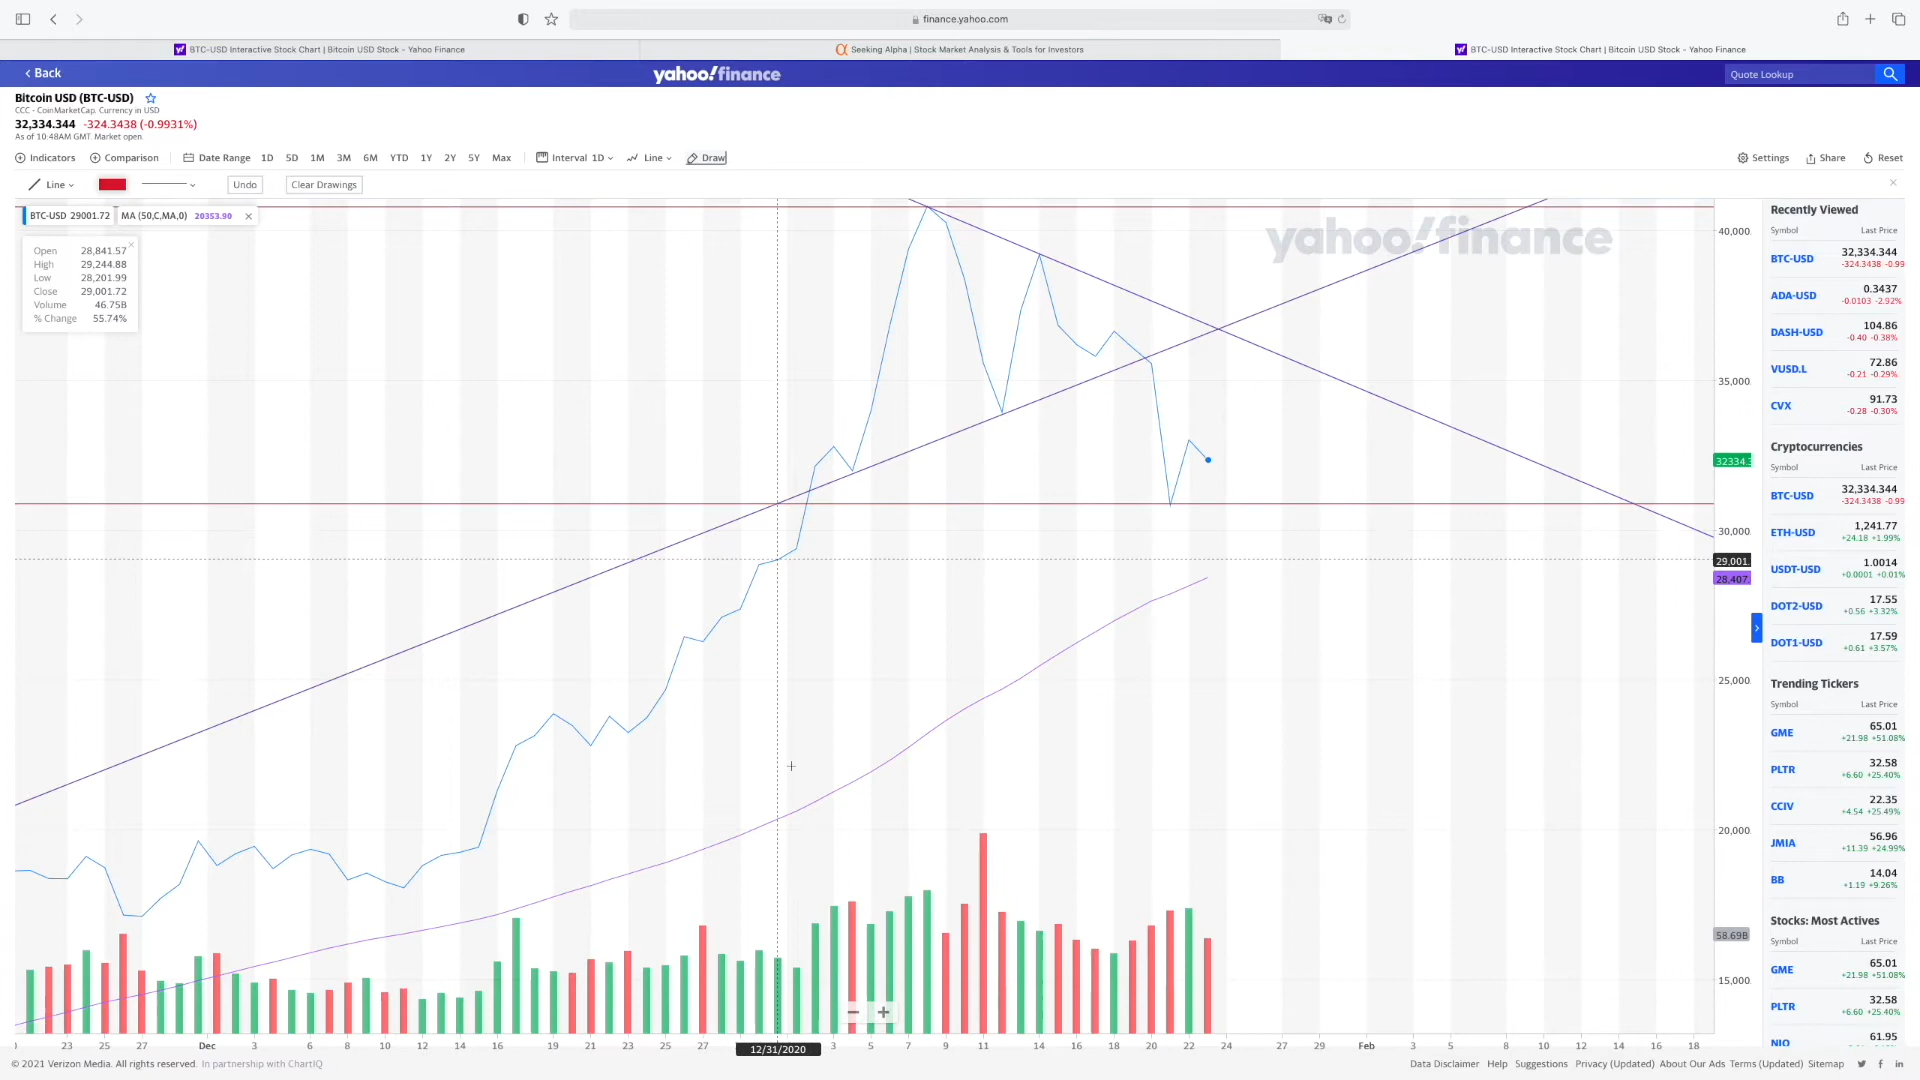 finance.yahoo.com
BTC-USD Interactive Stock Chart | Bitcoin USD Stock - Yahoo Finance
Seeking Alpha | Stock Market Analysis & Tools for Investors
BTC-USD Interactive Stock Chart | Bitcoin USD Stock - Yahoo Finance
Back
yahoo!finance
Quote Lookup
Bitcoin USD (BTC-USD)
CCC - CoinMarketCap. Currency in USD
32,334.344 -324.3438 (-0.9931%)
As of 10:48AM GMT. Market open.
Indicators Comparison Date Range 1D 5D 1M 3M 6M YTD 1Y 2Y 5Y Max Interval 1D Line Draw Settings Share Reset
Line Undo Clear Drawings
BTC-USD 29001.72 MA (50,C,MA,0) 20353.90
Open 28,841.57
High 29,244.88
Low 28,201.99
Close 29,001.72
Volume 46.75B
% Change 55.74%
yahoo!finance
40,000
35,000
32334.3
30,000
29,001
28,407
25,000
20,000
58.69B
15,000
23 25 27 Dec 3 6 8 10 12 14 16 19 21 23 25 27 12/31/2020 3 5 7 9 11 14 16 18 20 22 24 27 29 Feb 3 5 8 10 12 14 16 18
Recently Viewed
Symbol Last Price
BTC-USD 32,334.344
-324.3438 -0.99
ADA-USD 0.3437
-0.0103 -2.92%
DASH-USD 104.86
-0.40 -0.38%
VUSD.L 72.86
-0.21 -0.29%
CVX 91.73
-0.28 -0.30%
Cryptocurrencies
Symbol Last Price
BTC-USD 32,334.344
-324.3438 -0.99
ETH-USD 1,241.77
+24.18 +1.99%
USDT-USD 1.0014
+0.0001 +0.01%
DOT2-USD 17.55
+0.56 +3.32%
DOT1-USD 17.59
+0.61 +3.57%
Trending Tickers
Symbol Last Price
GME 65.01
+21.98 +51.08%
PLTR 32.58
+6.60 +25.40%
CCIV 22.35
+4.54 +25.49%
JMIA 56.96
+11.39 +24.99%
BB 14.04
+1.19 +9.26%
Stocks: Most Actives
Symbol Last Price
GME 65.01
+21.98 +51.08%
PLTR 32.58
+6.60 +25.40%
NIO 61.95
© 2021 Verizon Media. All rights reserved. In partnership with ChartIQ
Data Disclaimer Help Suggestions Privacy (Updated) About Our Ads Terms (Updated) Sitemap